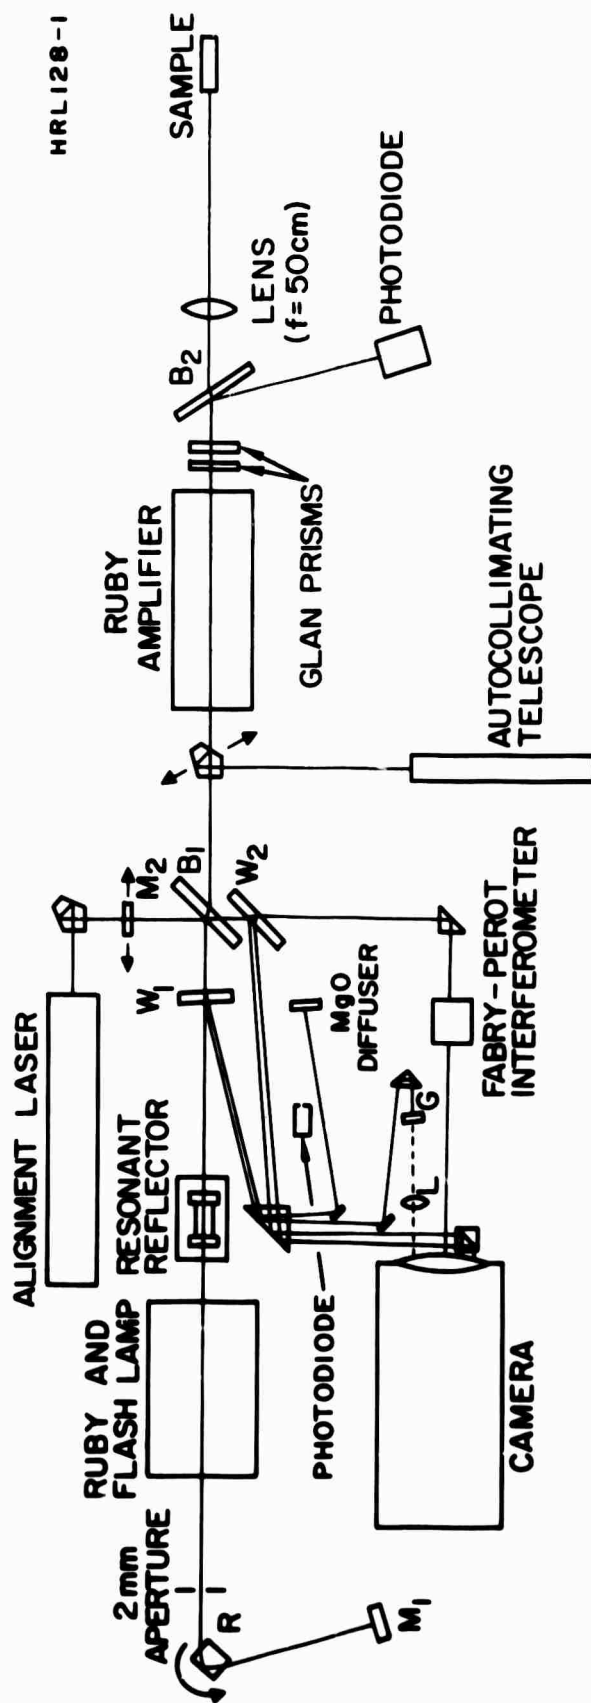 HRL128-1
ALIGNMENT LASER
RUBY AND
FLASH LAMP
RESONANT
REFLECTOR
2mm
APERTURE
R
M1
W1
M2
B1
W2
RUBY
AMPLIFIER
GLAN PRISMS
B2
LENS
(f=50cm)
SAMPLE
PHOTODIODE
PHOTODIODE
MgO
DIFFUSER
L
G
CAMERA
FABRY-PEROT
INTERFEROMETER
AUTOCOLLIMATING
TELESCOPE